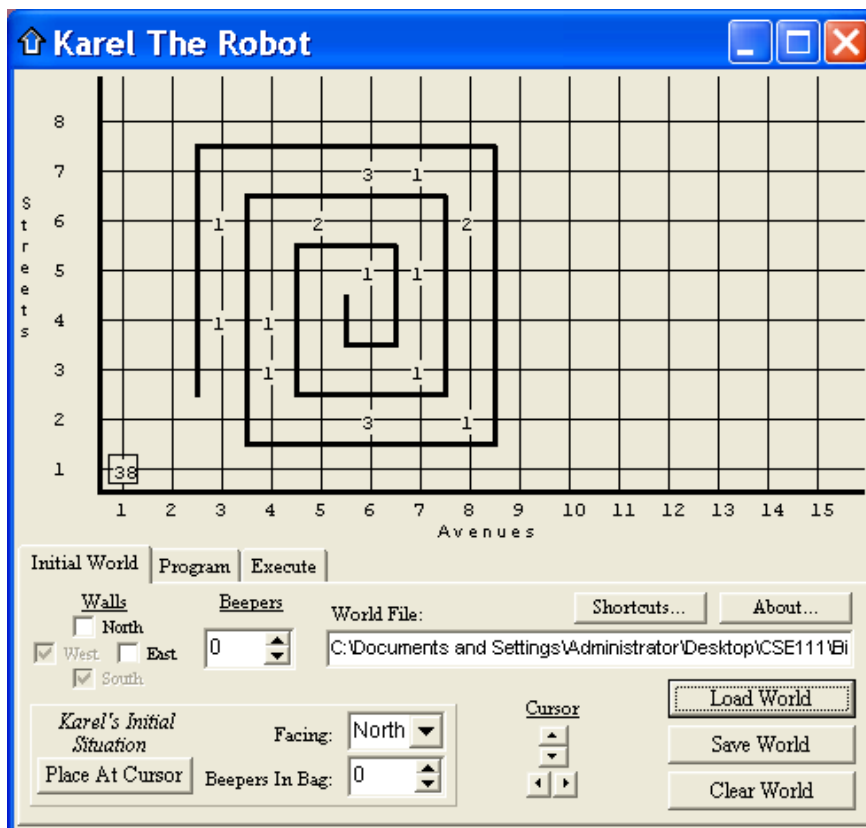 Karel The Robot
8
7 3 1
6 1 2 2
5 1 1
4 1 1
3 1 1
2 3 1
1 38
Streets
1 2 3 4 5 6 7 8 9 10 11 12 13 14 15
Avenues
Initial World Program Execute
Walls Beepers World File: Shortcuts... About...
North
0 C:\Documents and Settings\Administrator\Desktop\CSE111\Bi
West East
South
Karel's Initial Situation
Facing: North
Cursor
Load World
Save World
Place At Cursor Beepers In Bag: 0
Clear World